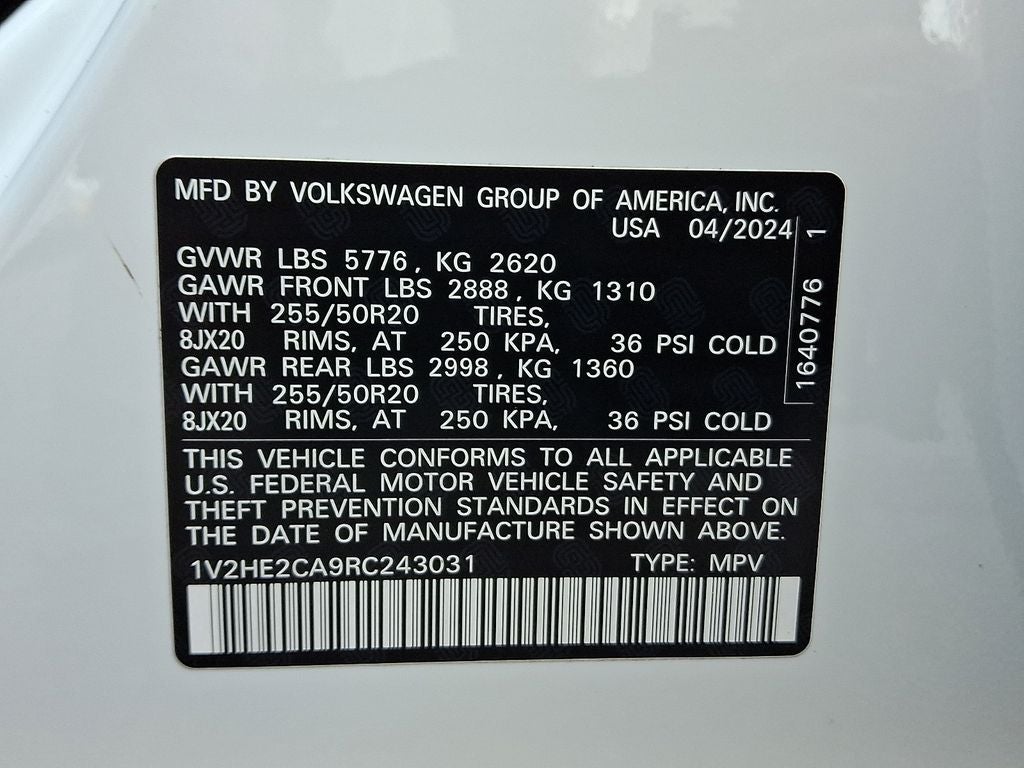 MFD BY VOLKSWAGEN GROUP OF AMERICA, INC.
USA 04/2024
GVWR LBS 5776, KG 2620
GAWR FRONT LBS 2888, KG 1310
WITH 255/50R20 TIRES,
8JX20 RIMS, AT 250 KPA, 36 PSI COLD
GAWR REAR LBS 2998, KG 1360
WITH 255/50R20 TIRES,
8JX20 RIMS, AT 250 KPA, 36 PSI COLD
1640776 1
THIS VEHICLE CONFORMS TO ALL APPLICABLE
U.S. FEDERAL MOTOR VEHICLE SAFETY AND
THEFT PREVENTION STANDARDS IN EFFECT ON
THE DATE OF MANUFACTURE SHOWN ABOVE.
1V2HE2CA9RC243031 TYPE: MPV